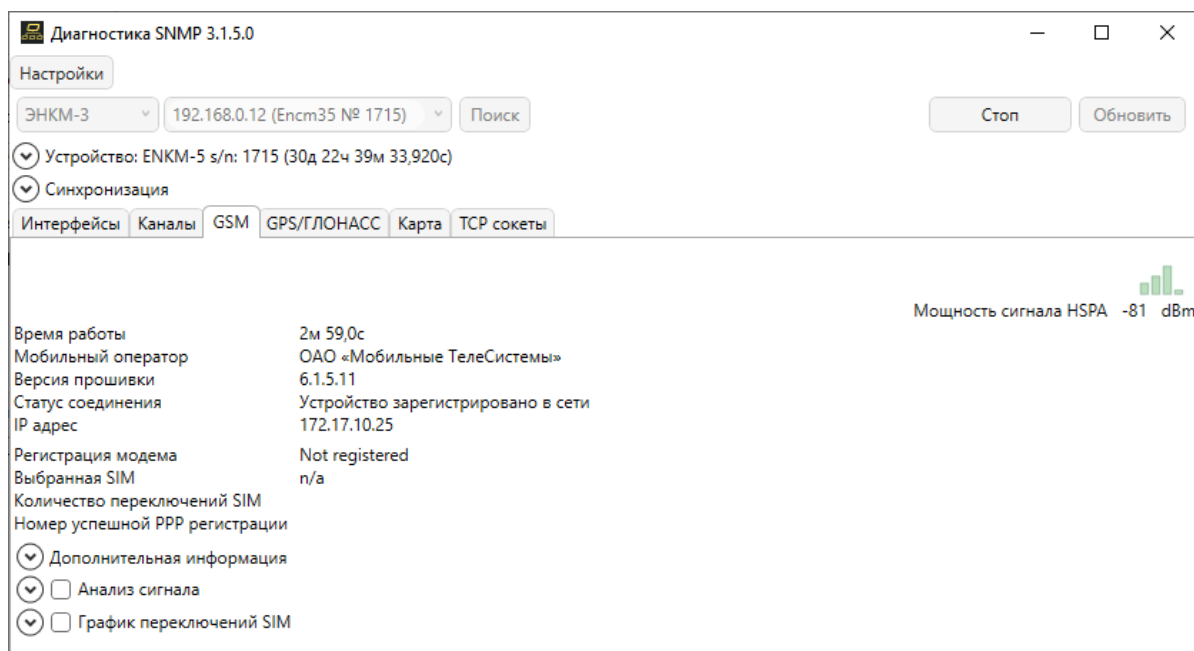 Диагностика SNMP 3.1.5.0
Настройки
ЭНКМ-3 192.168.0.12 (Encm35 № 1715) Поиск Стоп Обновить
Устройство: ENKM-5 s/n: 1715 (30д 22ч 39м 33,920с)
Синхронизация
Интерфейсы Каналы GSM GPS/ГЛОНАСС Карта TCP сокеты
Мощность сигнала HSPA -81 dBm
Время работы 2м 59,0с
Мобильный оператор ОАО «Мобильные ТелеСистемы»
Версия прошивки 6.1.5.11
Статус соединения Устройство зарегистрировано в сети
IP адрес 172.17.10.25
Регистрация модема Not registered
Выбранная SIM n/a
Количество переключений SIM
Номер успешной PPP регистрации
Дополнительная информация
Анализ сигнала
График переключений SIM